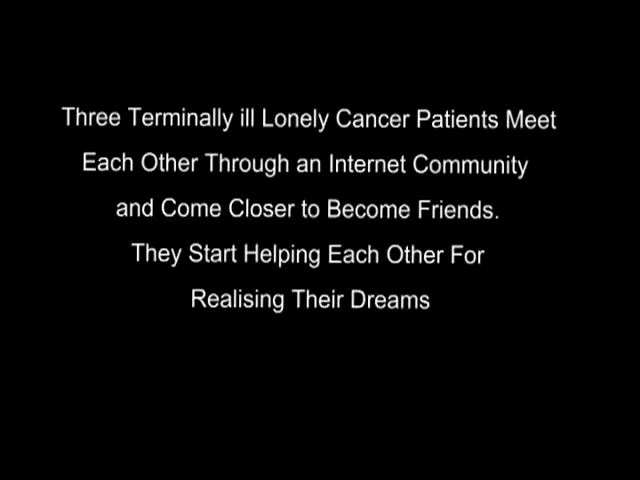 Three Terminally ill Lonely Cancer Patients Meet
Each Other Through an Internet Community
and Come Closer to Become Friends.
They Start Helping Each Other For
Realising Their Dreams